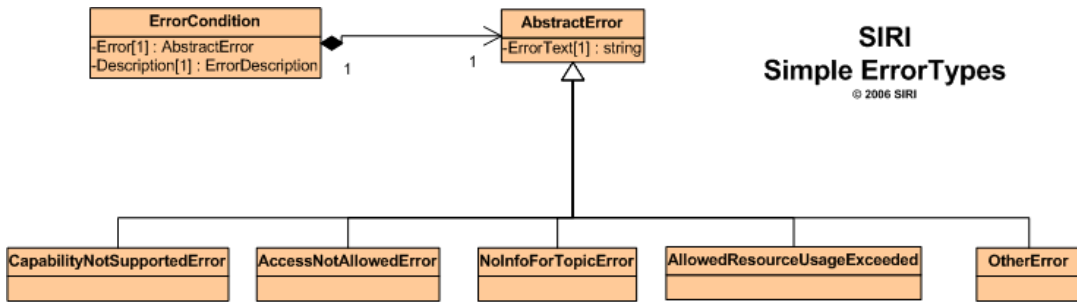 ErrorCondition
-Error[1] : AbstractError
-Description[1] : ErrorDescription
1
1
AbstractError
-ErrorText[1] : string
SIRI
Simple ErrorTypes
© 2006 SIRI
CapabilityNotSupportedError
AccessNotAllowedError
NoInfoForTopicError
AllowedResourceUsageExceeded
OtherError